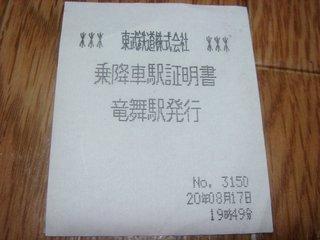 東武鉄道株式会社
乗降車駅証明書
竜舞駅発行
No. 3150
20年08月17日
19時49分